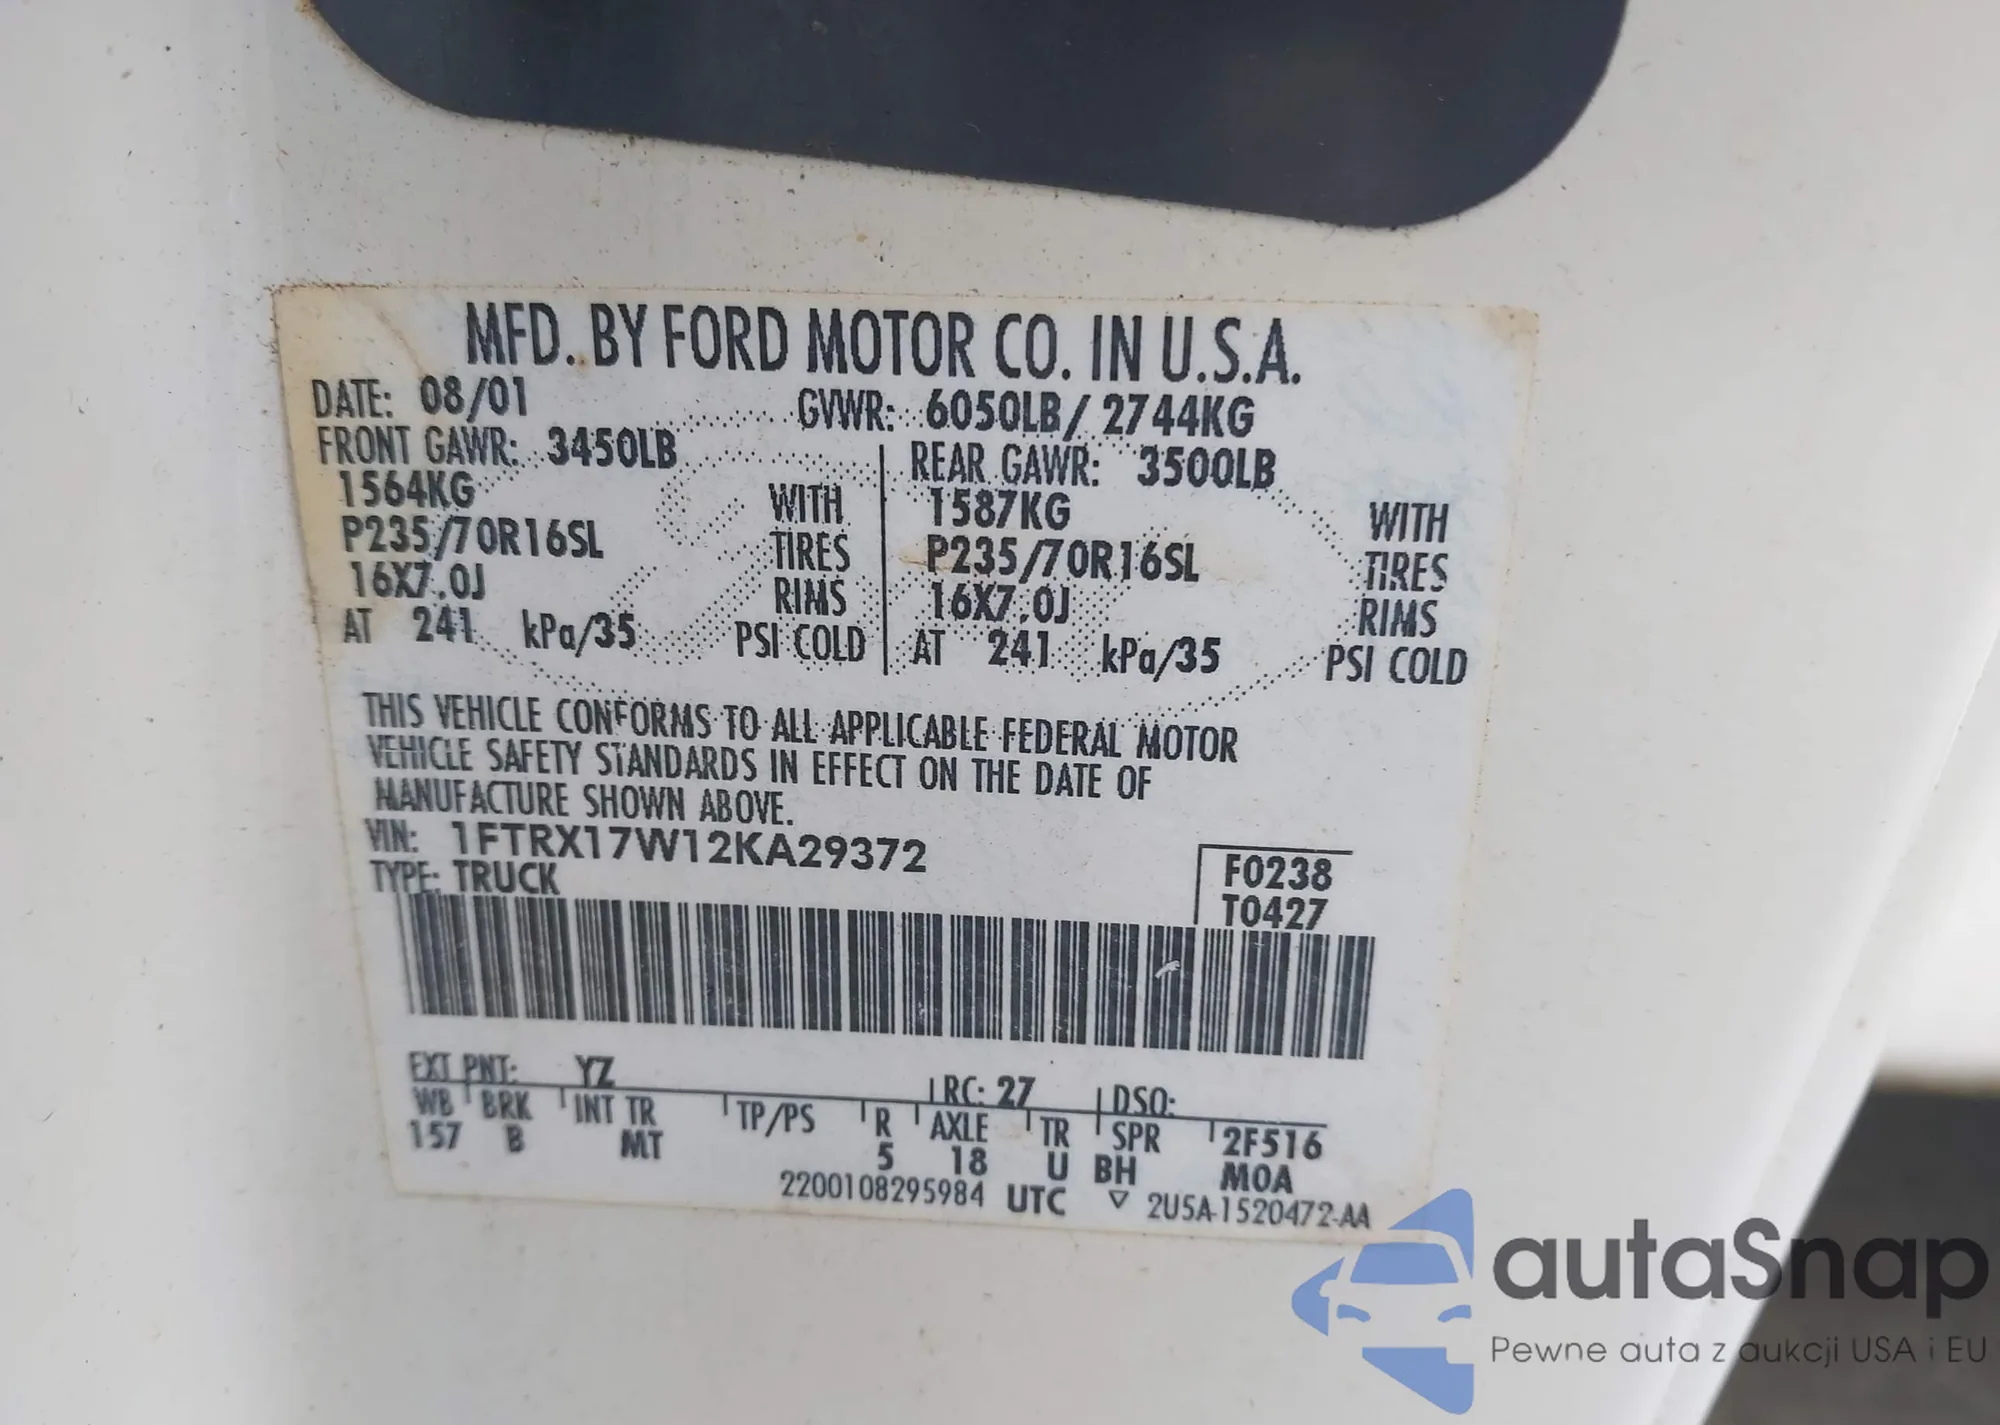 MFD. BY FORD MOTOR CO. IN U.S.A.
DATE: 08/01 GVWR: 6050LB/ 2744KG
FRONT GAWR: 3450LB REAR GAWR: 3500LB
1564KG WITH 1587KG WITH
P235/70R16SL TIRES P235/70R16SL TIRES
16X7.0J RIMS 16X7.0J RIMS
AT 241 kPa/35 PSI COLD AT 241 kPa/35 PSI COLD
THIS VEHICLE CONFORMS TO ALL APPLICABLE FEDERAL MOTOR
VEHICLE SAFETY STANDARDS IN EFFECT ON THE DATE OF
MANUFACTURE SHOWN ABOVE.
VIN: 1FTRX17W12KA29372
TYPE: TRUCK
F0238
T0427
EXT PNT: YZ RC: 27 DSO:
WB BRK INT TR TP/PS R AXLE TR SPR 2F516
157 B MT 5 18 U BH MOA
2200108295984 UTC ▽ 2U5A-1520472-AA
autaSnap
Pewne auta z aukcji USA i EU